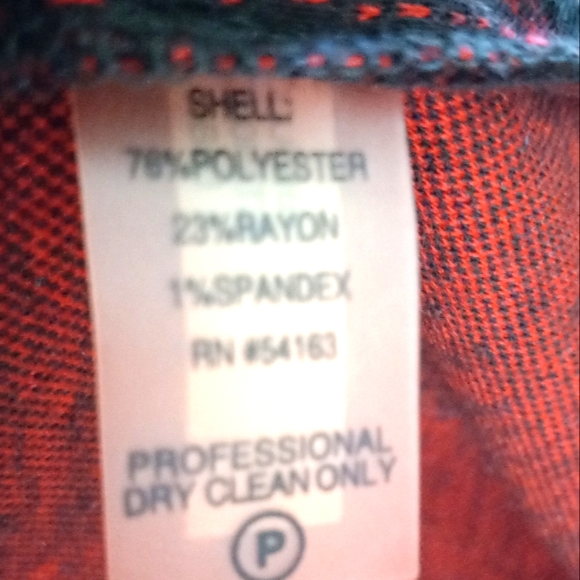 SHELL:
76%POLYESTER
23%RAYON
1%SPANDEX
RN #54163
PROFESSIONAL
DRY CLEAN ONLY
P